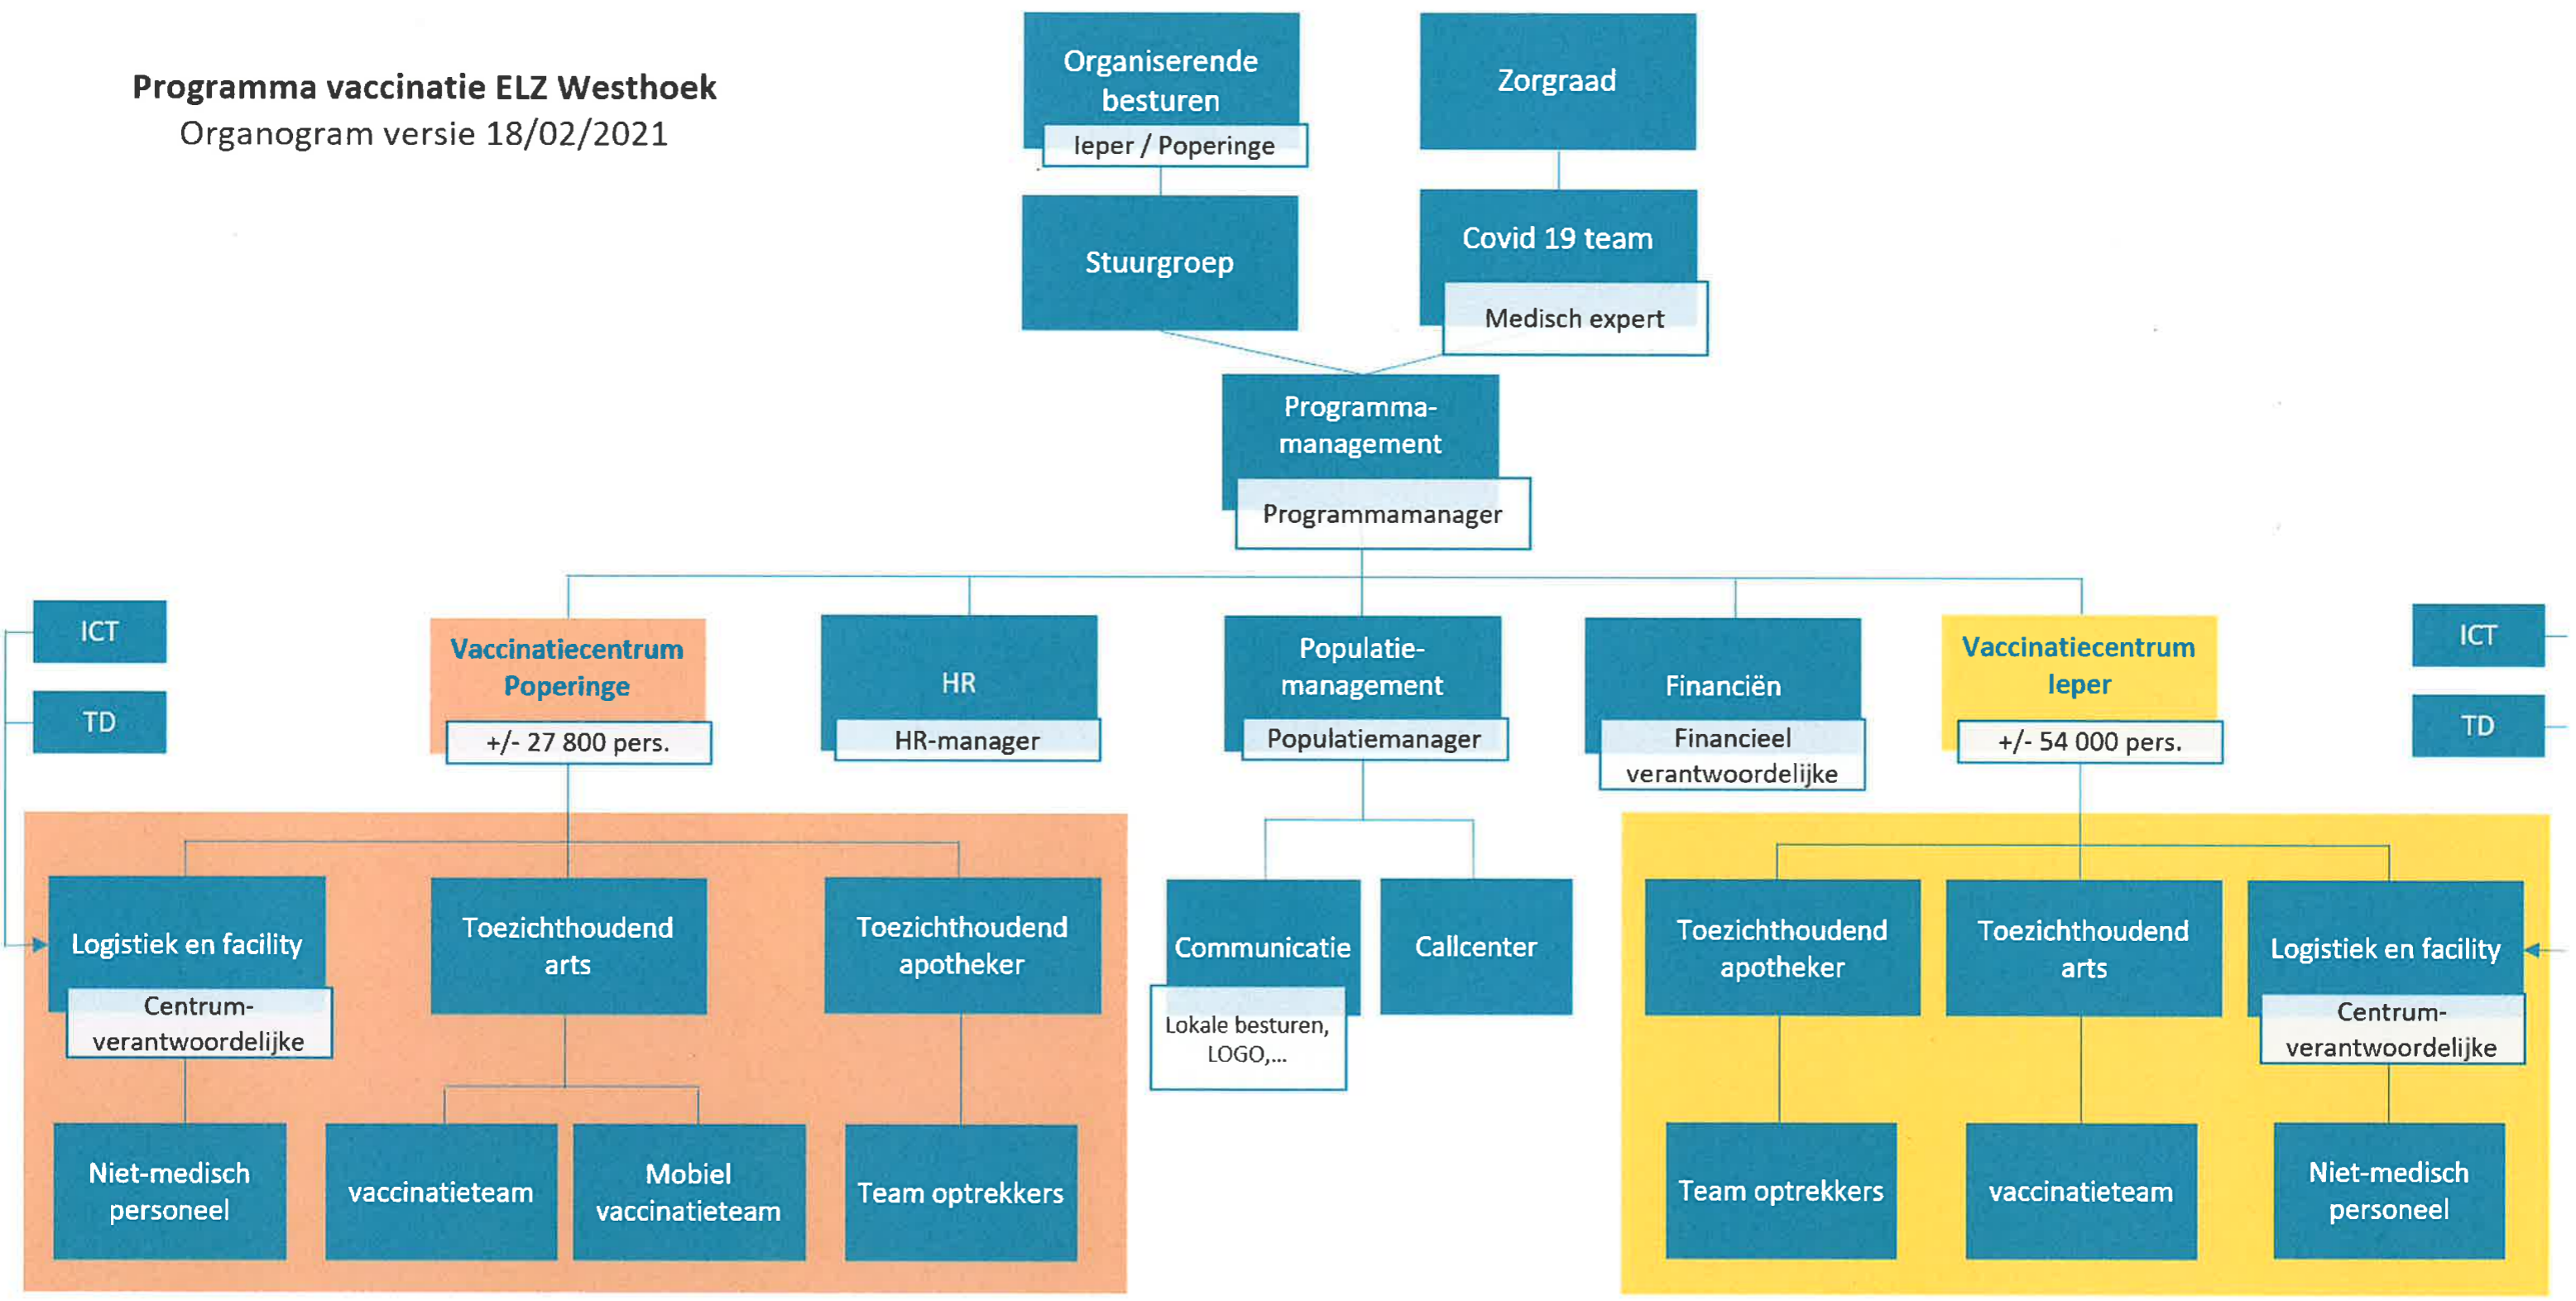 Programma vaccinatie ELZ Westhoek
Organogram versie 18/02/2021
Organiserende
besturen
Ieper / Poperinge
Zorgraad
Stuurgroep
Covid 19 team
Medisch expert
Programma-
management
Programmamanager
ICT
TD
Vaccinatiecentrum
Poperinge
+/- 27 800 pers.
HR
HR-manager
Populatie-
management
Populatiemanager
Financiën
Financieel
verantwoordelijke
Vaccinatiecentrum
Ieper
+/- 54 000 pers.
ICT
TD
Logistiek en facility
Centrum-
verantwoordelijke
Toezichthoudend
arts
Toezichthoudend
apotheker
Communicatie
Lokale besturen,
LOGO,...
Callcenter
Toezichthoudend
apotheker
Toezichthoudend
arts
Logistiek en facility
Centrum-
verantwoordelijke
Niet-medisch
personeel
vaccinatieteam
Mobiel
vaccinatieteam
Team optrekkers
Team optrekkers
vaccinatieteam
Niet-medisch
personeel